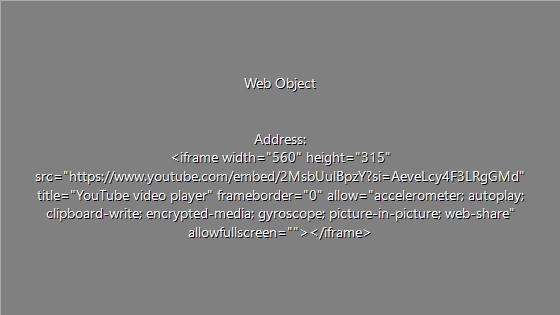 Web Object
Address:
<iframe width="560" height="315"
src="https://www.youtube.com/embed/2MsbUuIBpzY?si=AeveLcy4F3LRgGMd"
title="YouTube video player" frameborder="0" allow="accelerometer; autoplay;
clipboard-write; encrypted-media; gyroscope; picture-in-picture; web-share"
allowfullscreen=""></iframe>